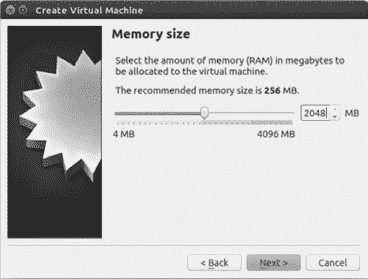 Create Virtual Machine
Memory size
Select the amount of memory (RAM) in megabytes to
be allocated to the virtual machine.
The recommended memory size is 256 MB.
2048 MB
4 MB 4096 MB
< Back Next > Cancel